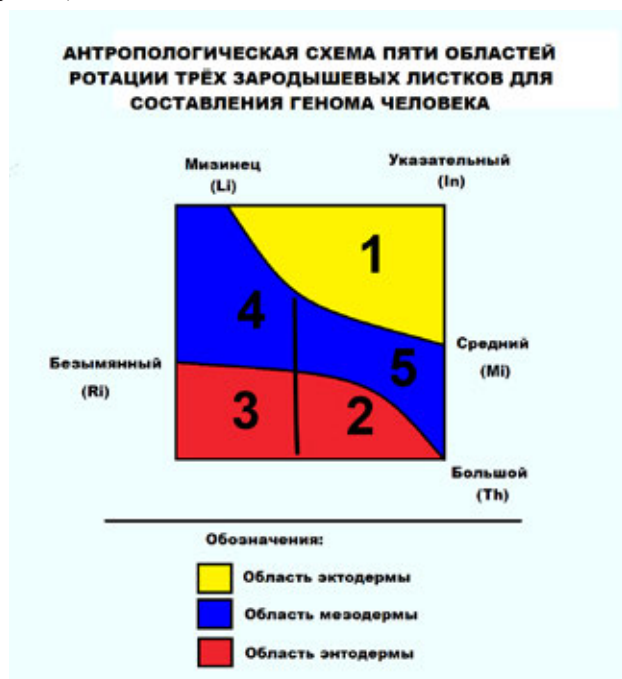 АНТРОПОЛОГИЧЕСКАЯ СХЕМА ПЯТИ ОБЛАСТЕЙ
РОТАЦИИ ТРЁХ ЗАРОДЫШЕВЫХ ЛИСТКОВ ДЛЯ
СОСТАВЛЕНИЯ ГЕНОМА ЧЕЛОВЕКА
Мизинец
(Li)
Указательный
(In)
1
4
5
Средний
(Mi)
Безымянный
(Ri)
3
2
Большой
(Th)
Обозначения:
Область эктодермы
Область мезодермы
Область энтодермы